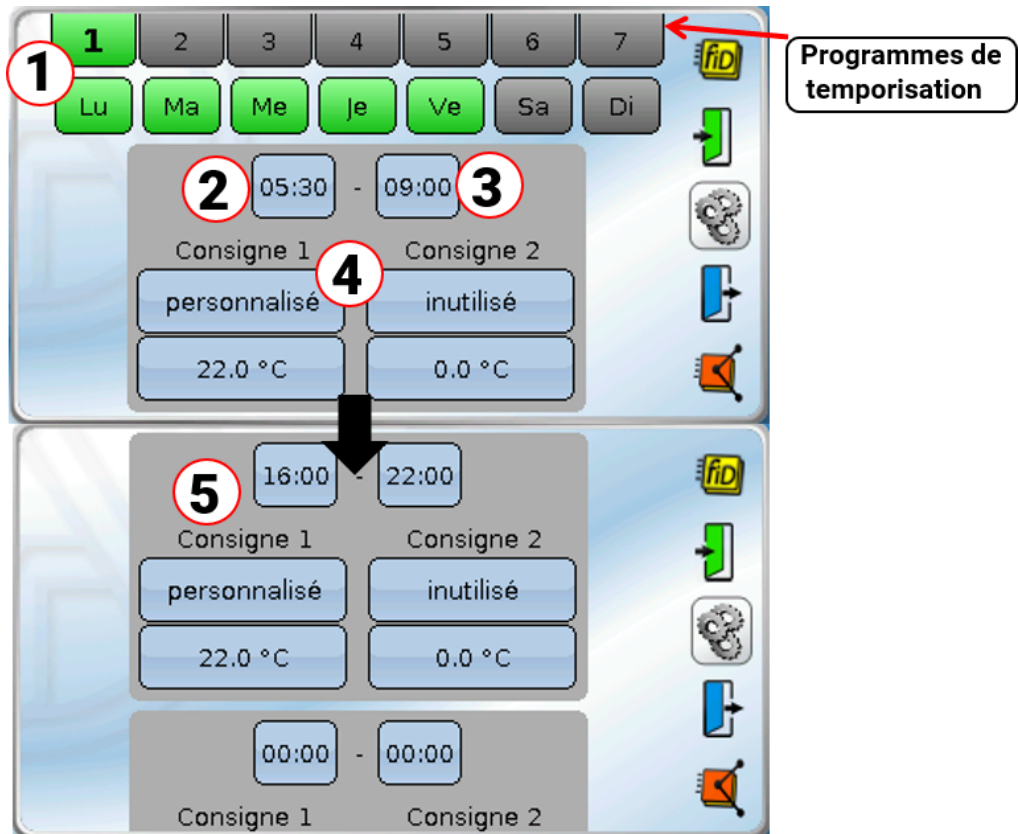 1 2 3 4 5 6 7
Programmes de
temporisation
1
Lu Ma Me Je Ve Sa Di
2 05:30 - 09:00 3
Consigne 1 Consigne 2
4
personnalisé inutilisé
22.0 °C 0.0 °C
5 16:00 - 22:00
Consigne 1 Consigne 2
personnalisé inutilisé
22.0 °C 0.0 °C
00:00 - 00:00
Consigne 1 Consigne 2
fiD
fiD